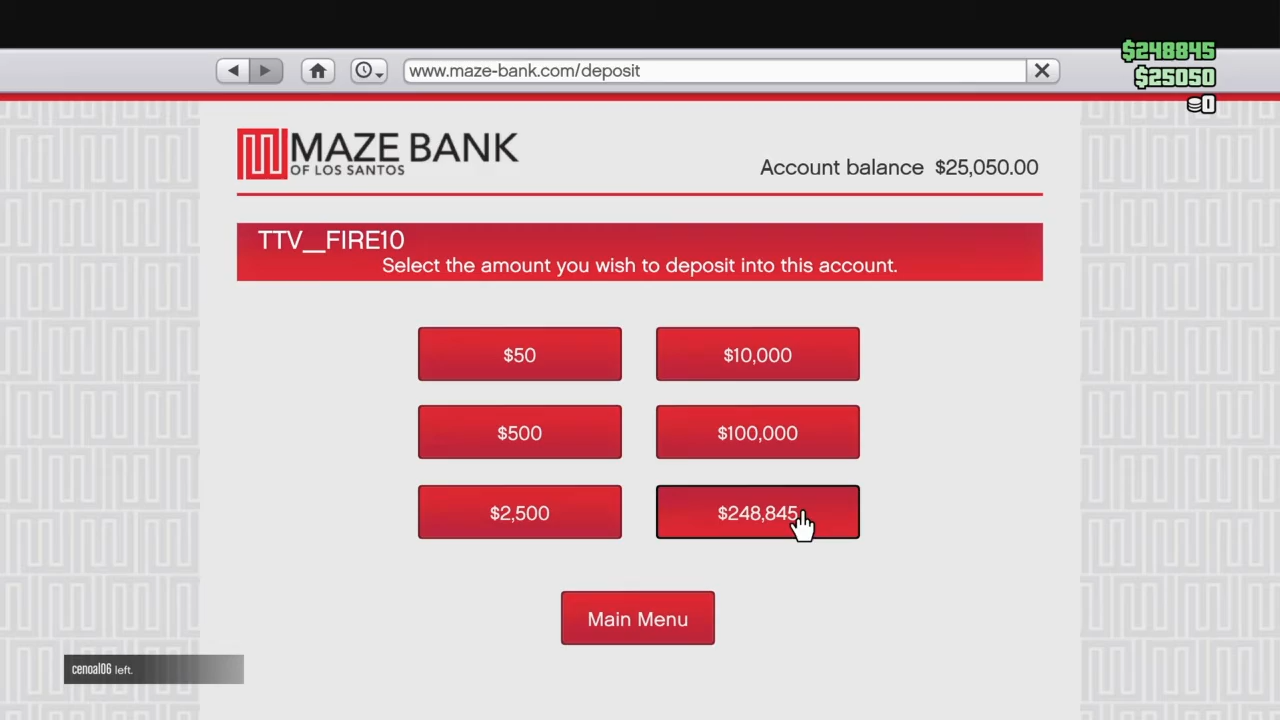 $248845
www.maze-bank.com/deposit
$25050
0
MAZE BANK
OF LOS SANTOS
Account balance $25,050.00
TTV__FIRE10
Select the amount you wish to deposit into this account.
$50
$10,000
$500
$100,000
$2,500
$248,845
Main Menu
cenoal06 left.